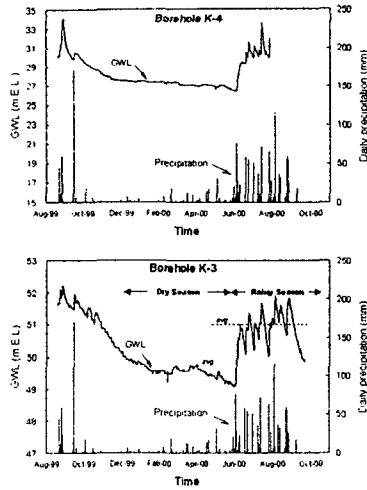 Borehole K-4
35
33
31
29
27
25
23
21
19
17
15
GWL (m E.L)
GWL
Precipitation
250
200
150
100
50
0
Daily precipitation (mm)
Aug-99 Oct-99 Dec-99 Feb-00 Apr-00 Jun-00 Aug-00 Oct-00
Time
Borehole K-3
53
52
51
50
49
48
47
GWL (m E.L)
Dry Season
Rainy Season
avg
GWL
avg
Precipitation
250
200
150
100
50
0
Daily precipitation (mm)
Aug-99 Oct-99 Dec-99 Feb-00 Apr-00 Jun-00 Aug-00 Oct-00
Time